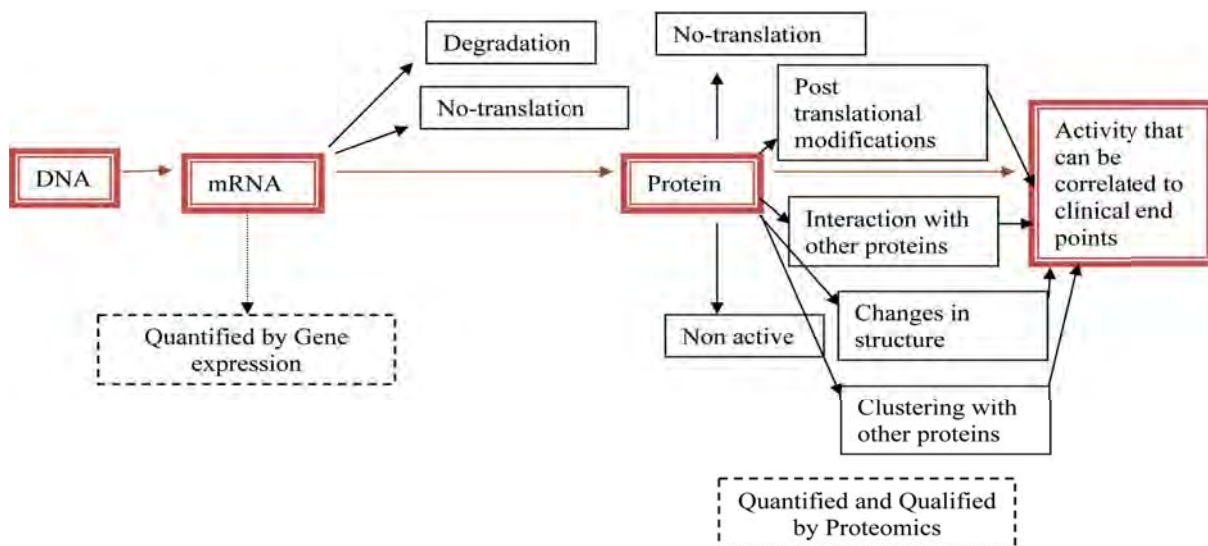 Degradation
No-translation
No-translation
Post
translational
modifications
DNA
mRNA
Protein
Activity that
can be
correlated to
clinical end
points
Interaction with
other proteins
Quantified by Gene
expression
Non active
Changes in
structure
Clustering with
other proteins
Quantified and Qualified
by Proteomics